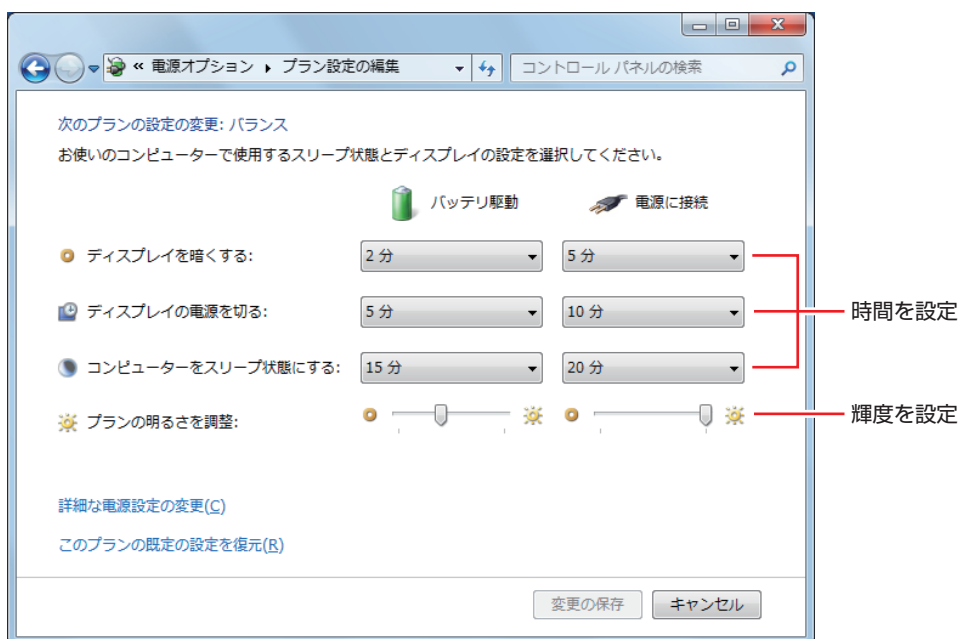 « 電源オプション ▸ プラン設定の編集 コントロール パネルの検索
次のプランの設定の変更: バランス
お使いのコンピューターで使用するスリープ状態とディスプレイの設定を選択してください。
バッテリ駆動 電源に接続
ディスプレイを暗くする: 2 分 5 分
ディスプレイの電源を切る: 5 分 10 分 時間を設定
コンピューターをスリープ状態にする: 15 分 20 分
プランの明るさを調整: 輝度を設定
詳細な電源設定の変更(C)
このプランの既定の設定を復元(R)
変更の保存 キャンセル